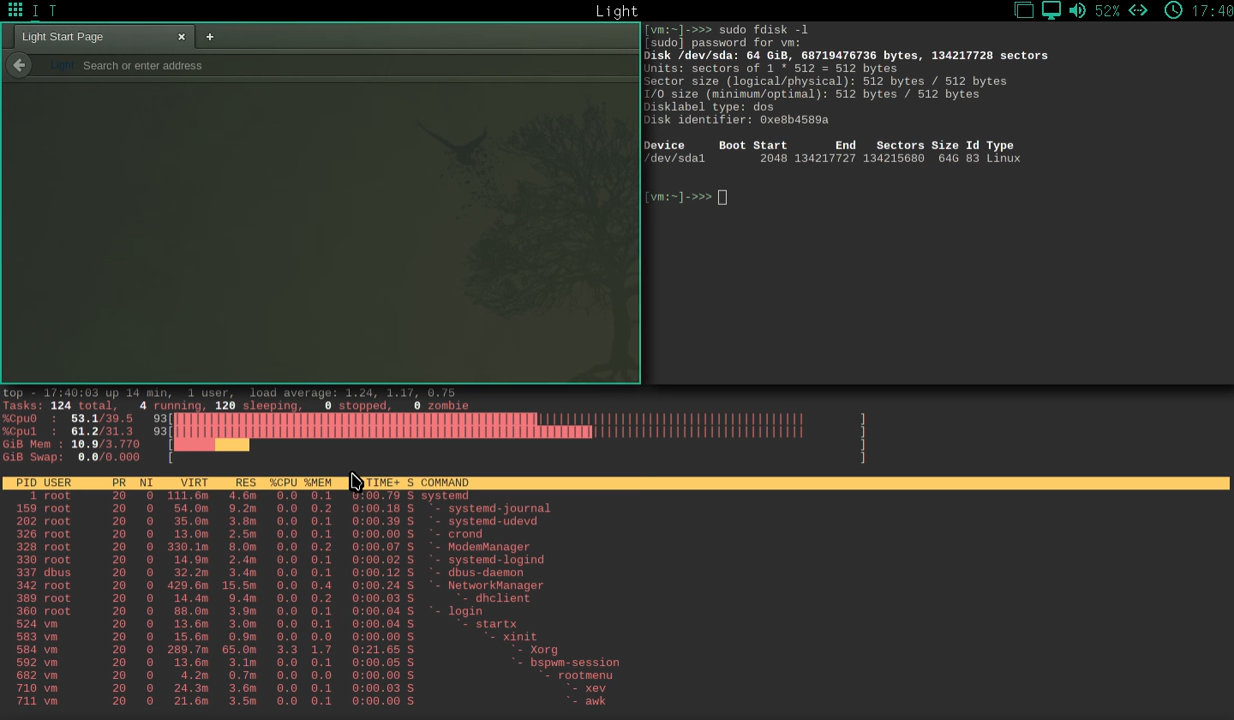 I T
Light
52%
17:40
Light Start Page × +
Light Search or enter address
[vm:~]->>> sudo fdisk -l
[sudo] password for vm:
Disk /dev/sda: 64 GiB, 68719476736 bytes, 134217728 sectors
Units: sectors of 1 * 512 = 512 bytes
Sector size (logical/physical): 512 bytes / 512 bytes
I/O size (minimum/optimal): 512 bytes / 512 bytes
Disklabel type: dos
Disk identifier: 0xe8b4589a
Device Boot Start End Sectors Size Id Type
/dev/sda1 2048 134217727 134215680 64G 83 Linux
[vm:~]->>>
top - 17:40:03 up 14 min, 1 user, load average: 1.24, 1.17, 0.75
Tasks: 124 total, 4 running, 120 sleeping, 0 stopped, 0 zombie
%Cpu0 : 53.1/39.5 93[ ]
%Cpu1 : 61.2/31.3 93[ ]
GiB Mem : 10.9/3.770 [ ]
GiB Swap: 0.0/0.000 [ ]
PID USER PR NI VIRT RES %CPU %MEM TIME+ S COMMAND
1 root 20 0 111.6m 4.6m 0.0 0.1 0:00.79 S systemd
159 root 20 0 54.0m 9.2m 0.0 0.2 0:00.18 S `- systemd-journal
202 root 20 0 35.0m 3.8m 0.0 0.1 0:00.39 S `- systemd-udevd
326 root 20 0 13.0m 2.5m 0.0 0.1 0:00.00 S `- crond
328 root 20 0 330.1m 8.0m 0.0 0.2 0:00.07 S `- ModemManager
330 root 20 0 14.9m 2.4m 0.0 0.1 0:00.02 S `- systemd-logind
337 dbus 20 0 32.2m 3.4m 0.0 0.1 0:00.12 S `- dbus-daemon
342 root 20 0 429.6m 15.5m 0.0 0.4 0:00.24 S `- NetworkManager
389 root 20 0 14.4m 9.4m 0.0 0.2 0:00.03 S `- dhclient
360 root 20 0 88.0m 3.9m 0.0 0.1 0:00.04 S `- login
524 vm 20 0 13.6m 3.0m 0.0 0.1 0:00.04 S `- startx
583 vm 20 0 15.6m 0.9m 0.0 0.0 0:00.00 S `- xinit
584 vm 20 0 289.7m 65.0m 3.3 1.7 0:21.65 S `- Xorg
592 vm 20 0 13.6m 3.1m 0.0 0.1 0:00.05 S `- bspwm-session
682 vm 20 0 4.2m 0.7m 0.0 0.0 0:00.00 S `- rootmenu
710 vm 20 0 24.3m 3.6m 0.0 0.1 0:00.03 S `- xev
711 vm 20 0 21.6m 3.5m 0.0 0.1 0:00.00 S `- awk